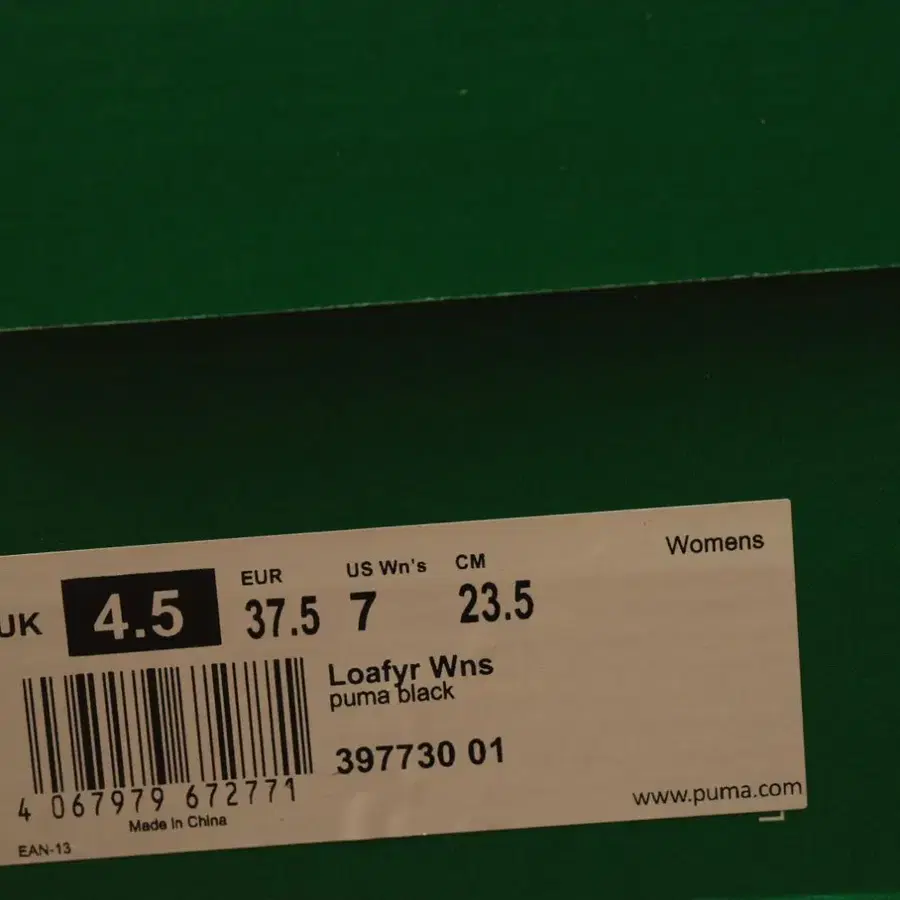 Womens
UK 4.5 EUR 37.5 US Wn's 7 CM 23.5
Loafyr Wns
puma black
397730 01
4 067979 672771
Made in China
EAN-13
www.puma.com